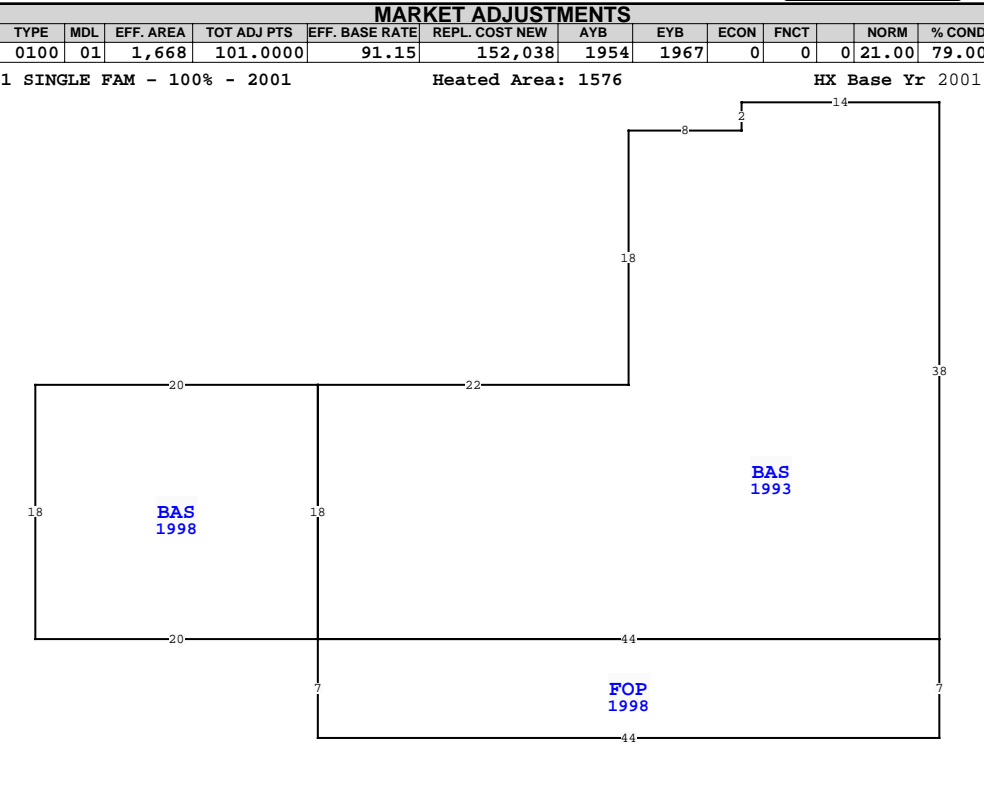 MARKET ADJUSTMENTS
TYPE MDL EFF. AREA TOT ADJ PTS EFF. BASE RATE REPL. COST NEW AYB EYB ECON FNCT NORM % COND
0100 01 1,668 101.0000 91.15 152,038 1954 1967 0 0 0 21.00 79.00
1 SINGLE FAM – 100% - 2001 Heated Area: 1576 HX Base Yr 2001
14
2
8
18
38
20 22
BAS
1993
18 BAS 18
1998
20 44
7 FOP 7
1998
44